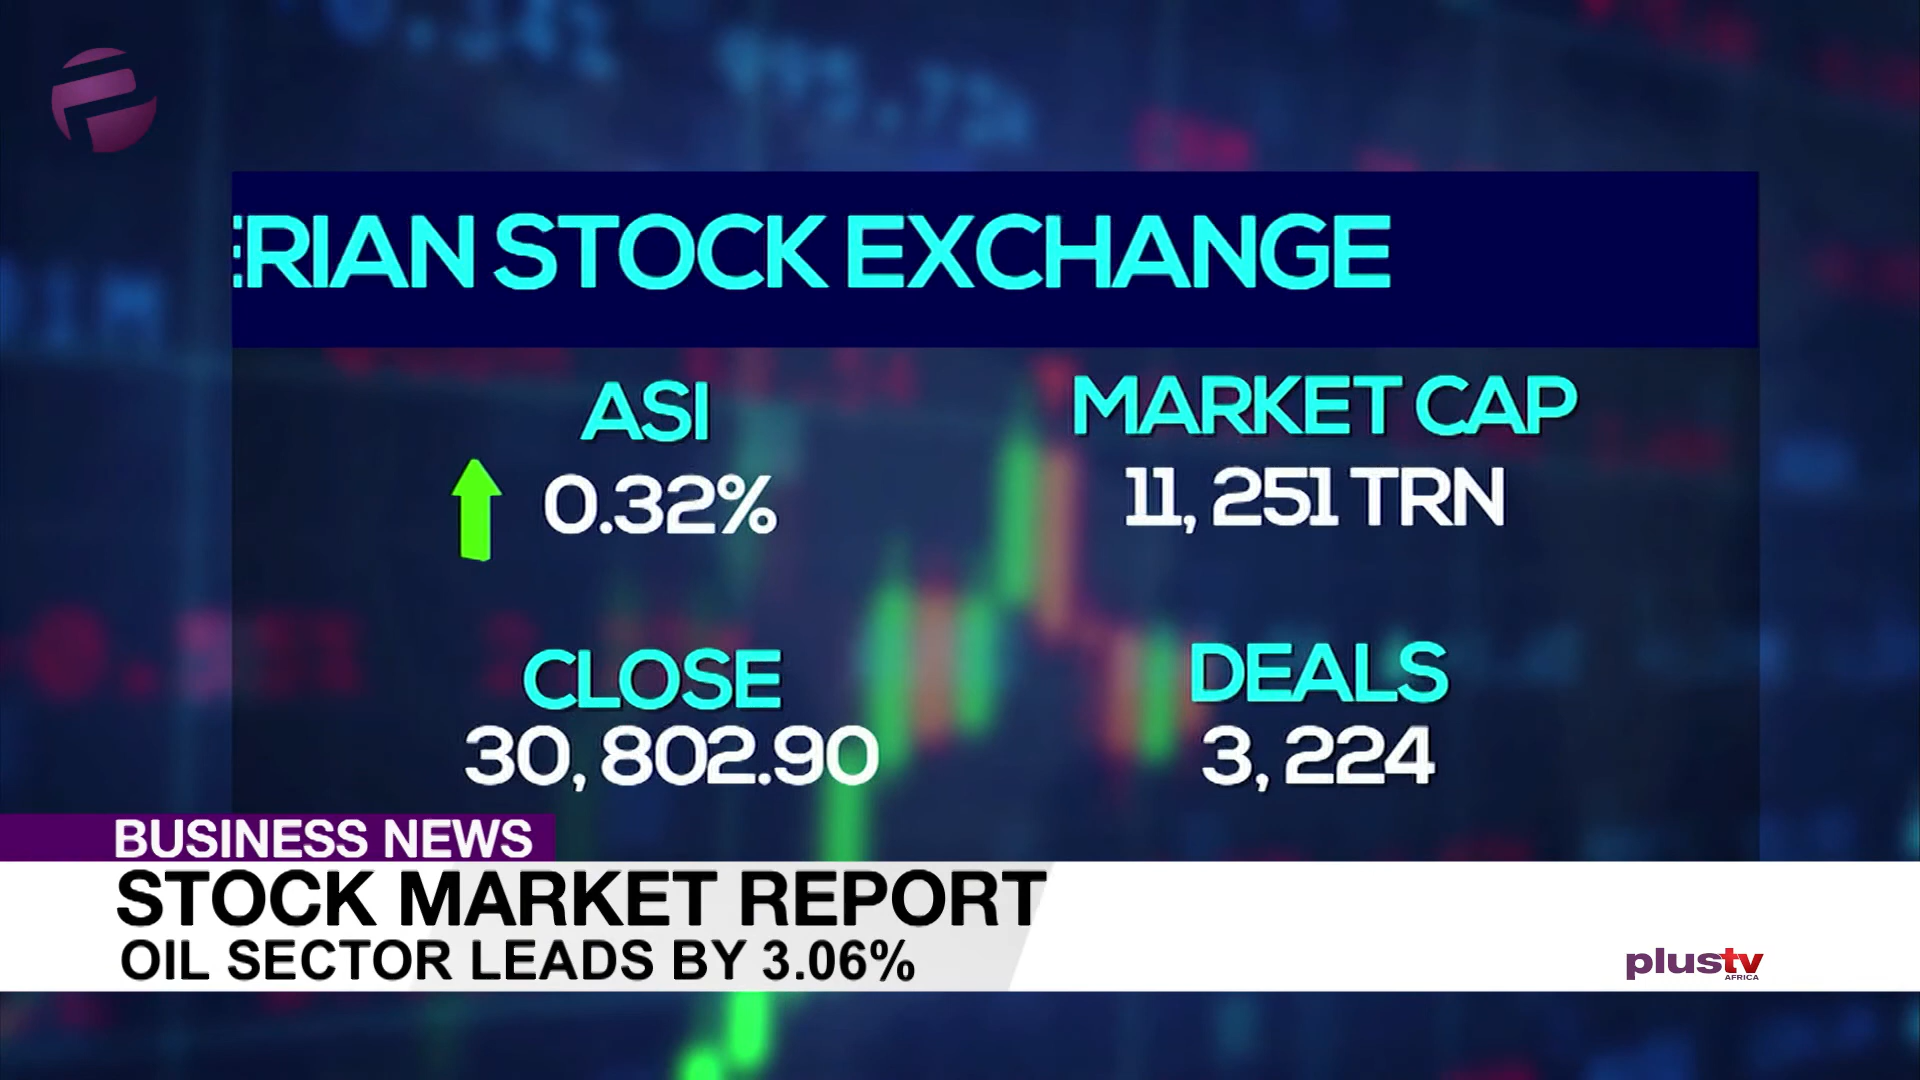 ERIAN STOCK EXCHANGE
ASI
0.32%
MARKET CAP
11, 251 TRN
CLOSE
30, 802.90
DEALS
3, 224
BUSINESS NEWS
STOCK MARKET REPORT
OIL SECTOR LEADS BY 3.06%
plustv
AFRICA